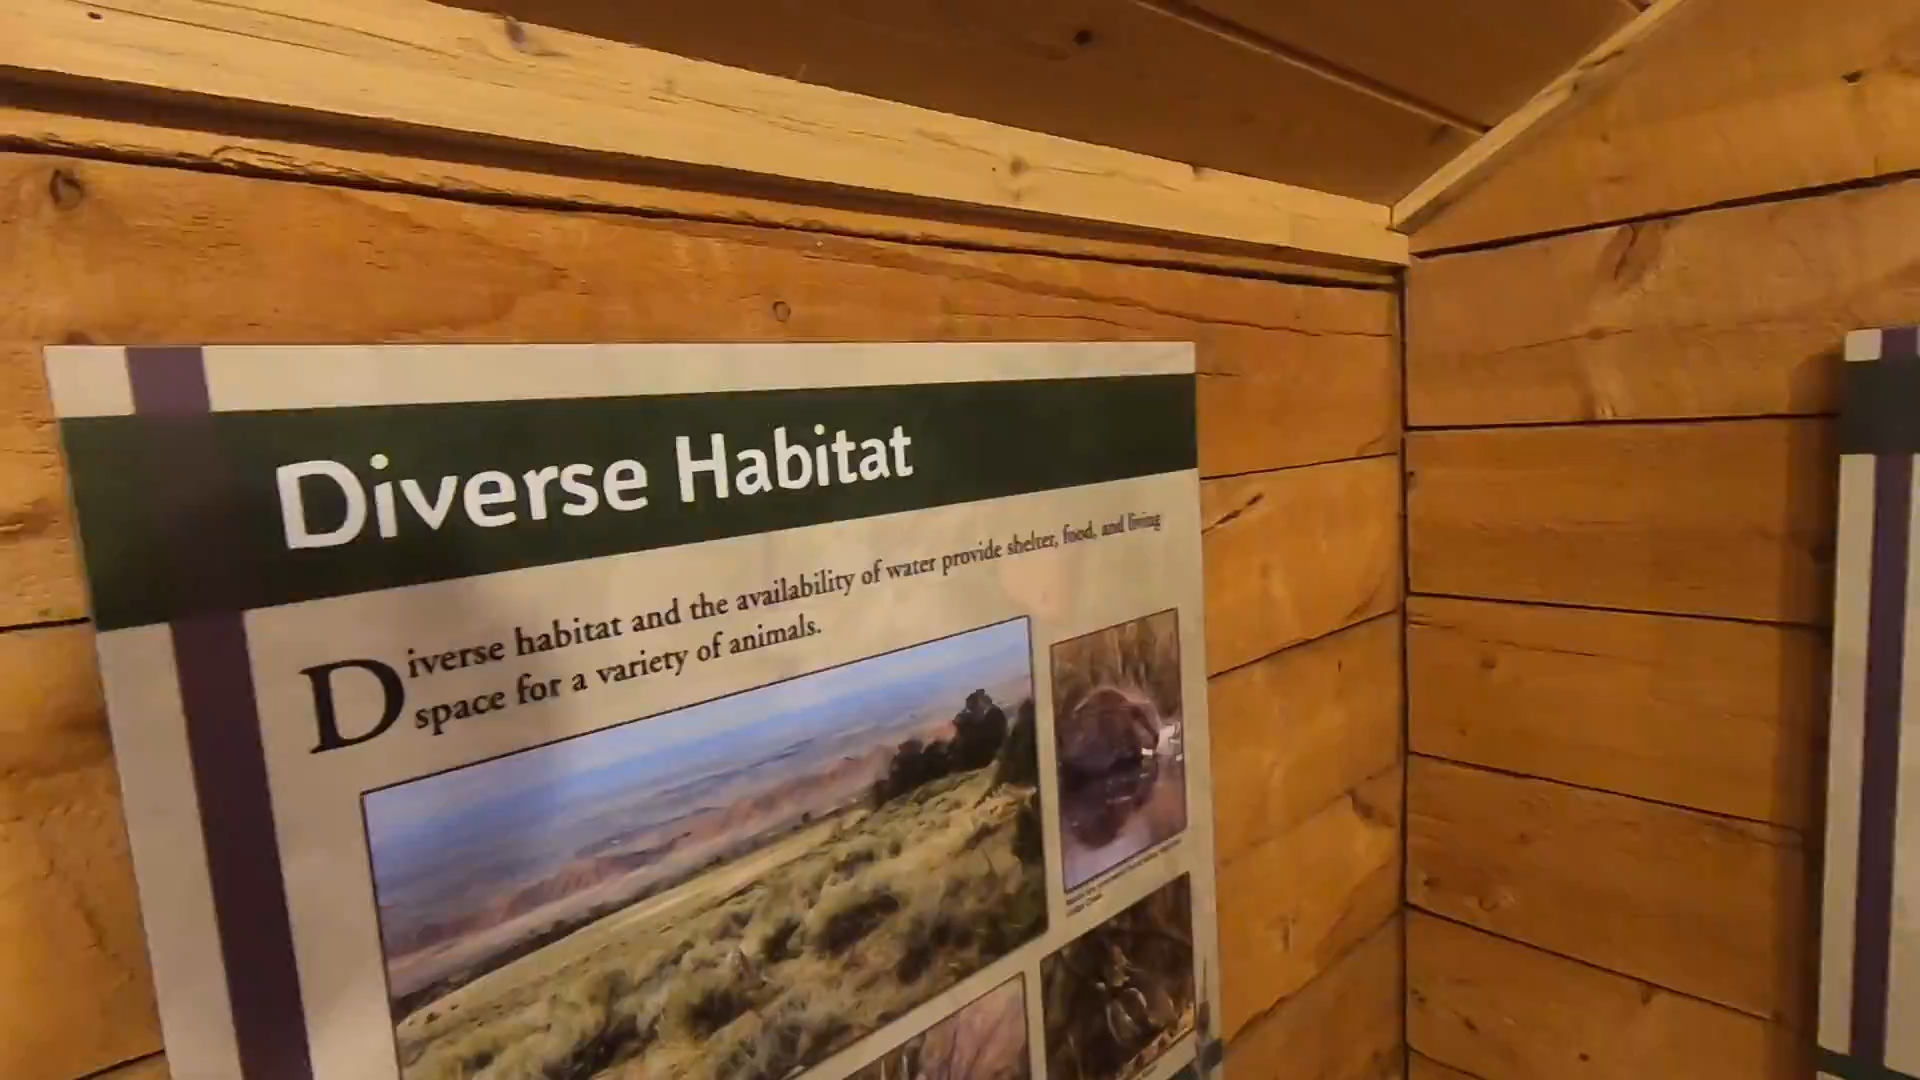 Diverse Habitat
Diverse habitat and the availability of water provide shelter, food, and living
space for a variety of animals.